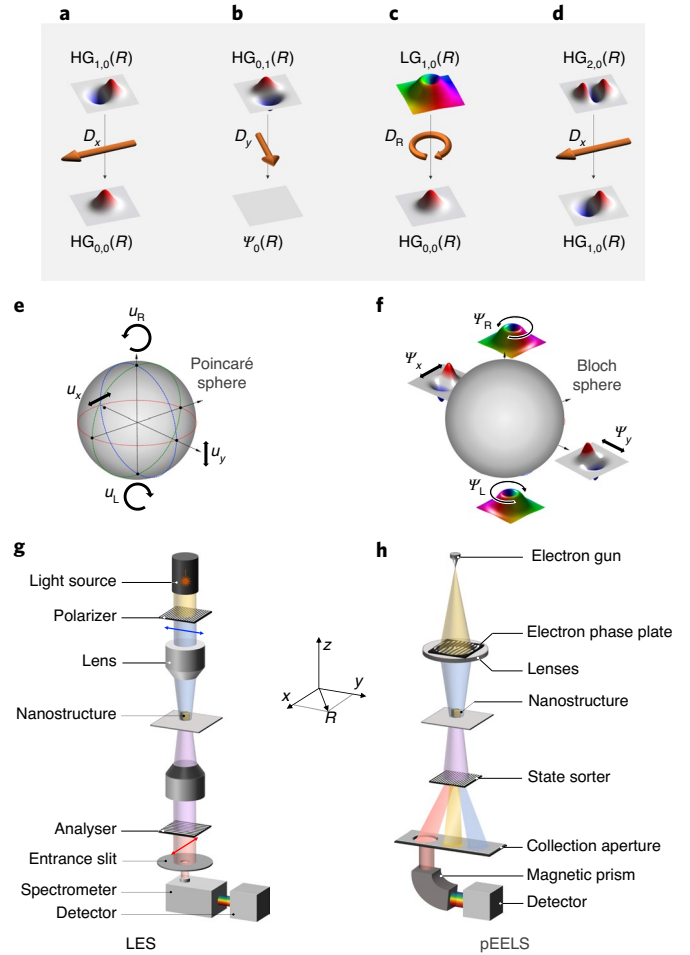 a
b
c
d
HG1,0(R)
HG0,1(R)
LG1,0(R)
HG2,0(R)
Dx
Dy
DR
Dx
HG0,0(R)
Ψ0(R)
HG0,0(R)
HG1,0(R)
e
f
uR
Poincaré
sphere
ux
uy
uL
ΨR
Ψx
Bloch
sphere
Ψy
ΨL
g
Light source
Polarizer
Lens
Nanostructure
Analyser
Entrance slit
Spectrometer
Detector
LES
z
y
x
R
h
Electron gun
Electron phase plate
Lenses
Nanostructure
State sorter
Collection aperture
Magnetic prism
Detector
pEELS